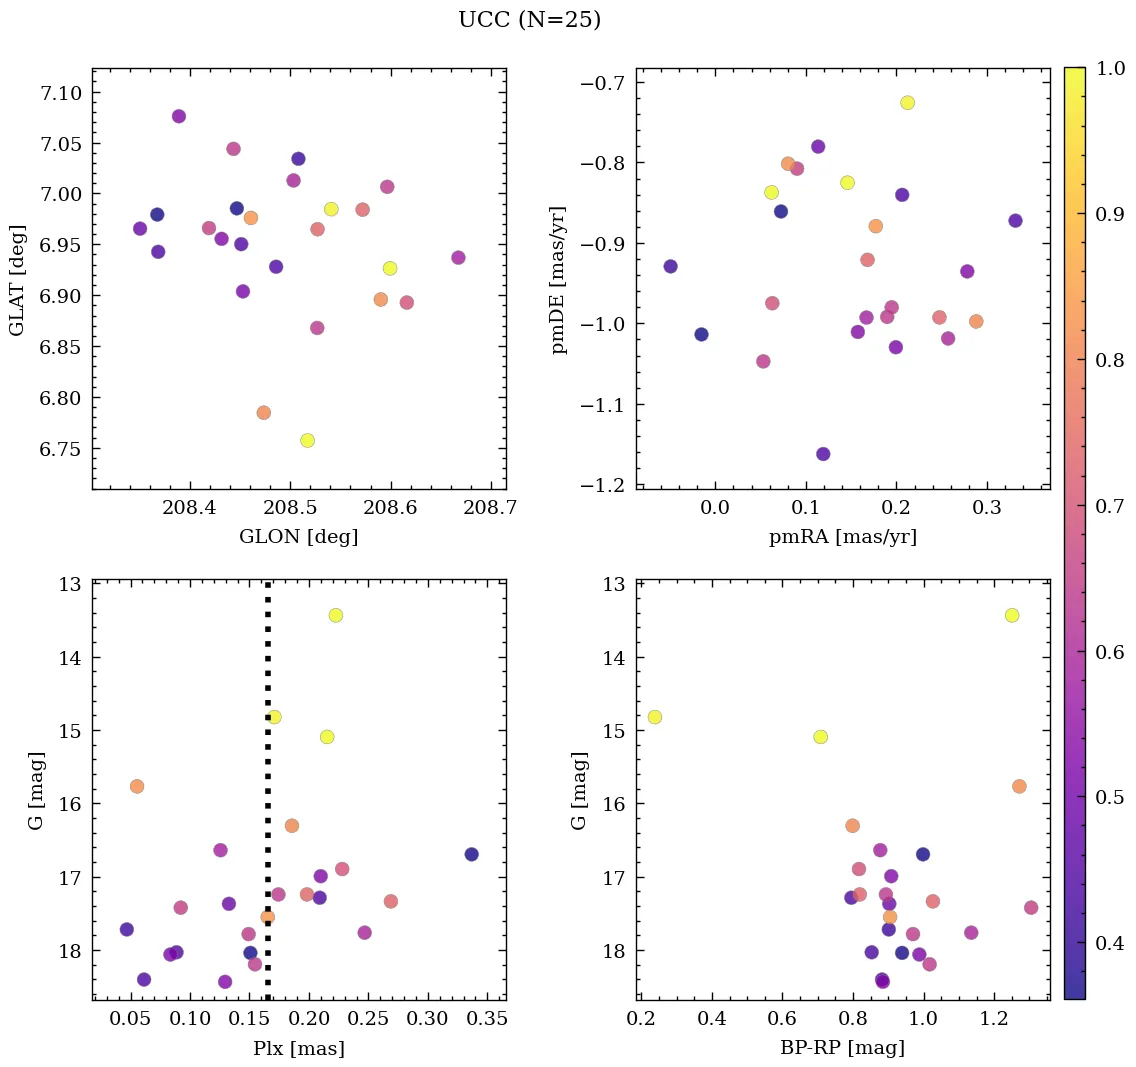 UCC (N=25)
7.10
7.05
7.00
6.95
6.90
6.85
6.80
6.75
GLAT [deg]
208.4 208.5 208.6 208.7
GLON [deg]
−0.7
−0.8
−0.9
−1.0
−1.1
−1.2
pmDE [mas/yr]
0.0 0.1 0.2 0.3
pmRA [mas/yr]
13
14
15
16
17
18
G [mag]
0.05 0.10 0.15 0.20 0.25 0.30 0.35
Plx [mas]
13
14
15
16
17
18
G [mag]
0.2 0.4 0.6 0.8 1.0 1.2
BP-RP [mag]
1.0
0.9
0.8
0.7
0.6
0.5
0.4